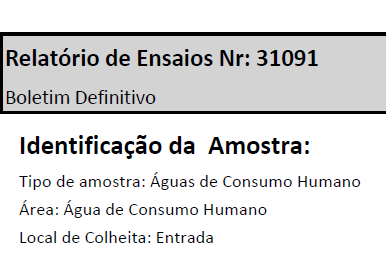 Relatório de Ensaios Nr: 31091
Boletim Definitivo
Identificação da Amostra:
Tipo de amostra: Águas de Consumo Humano
Área: Água de Consumo Humano
Local de Colheita: Entrada